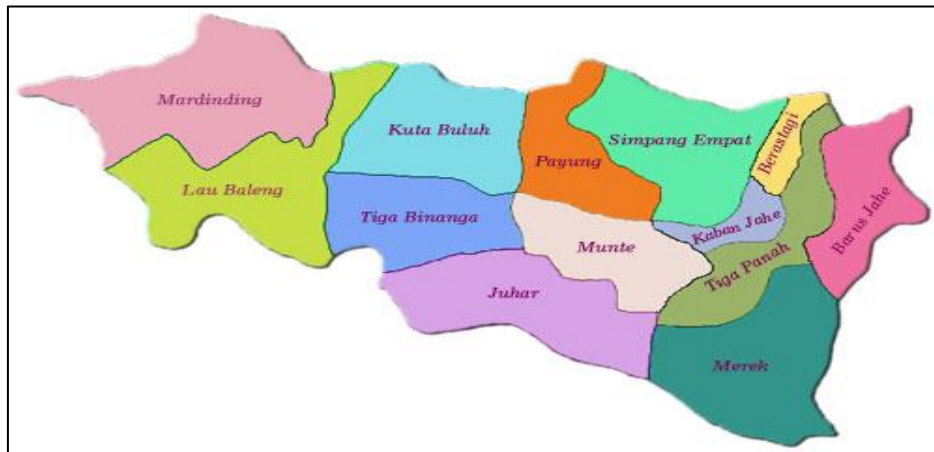 Mardinding
Kuta Buluh
Payung
Simpang Empat
Berastagi
Lau Baleng
Tiga Binanga
Munte
Kaban Jahe
Tiga Panah
Barus Jahe
Juhar
Merek